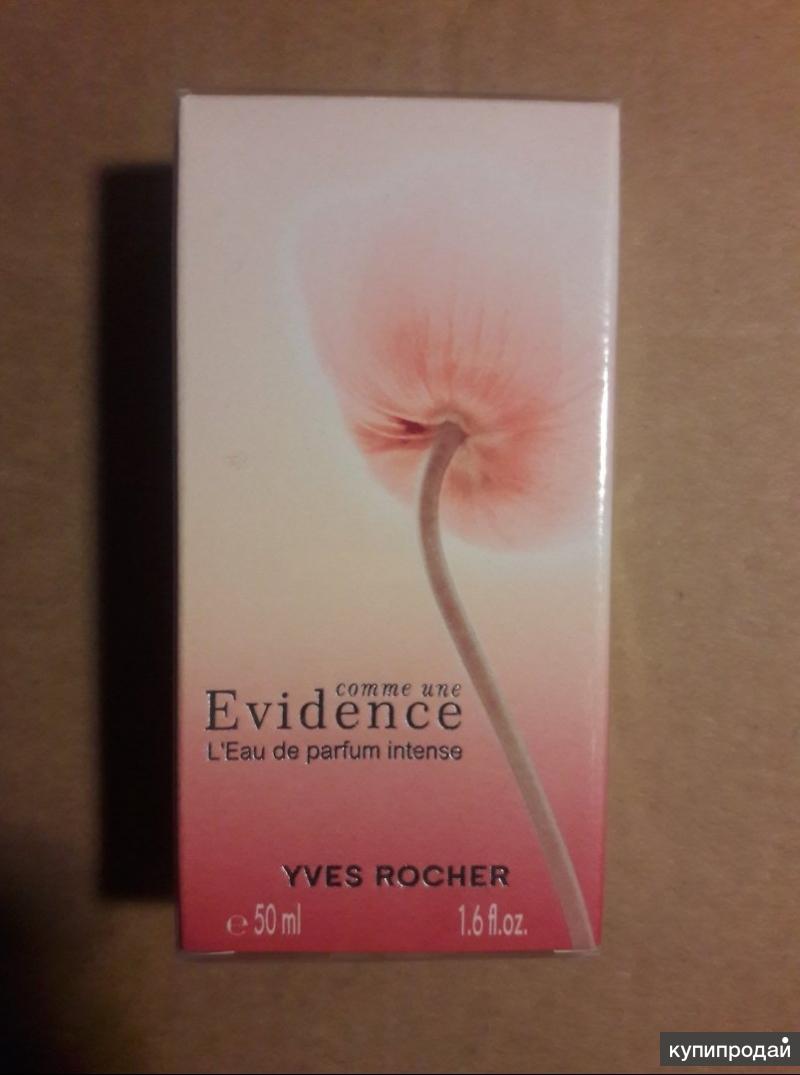 comme une
Evidence
L'Eau de parfum intense
YVES ROCHER
℮ 50 ml 1.6 fl.oz.
купипродай